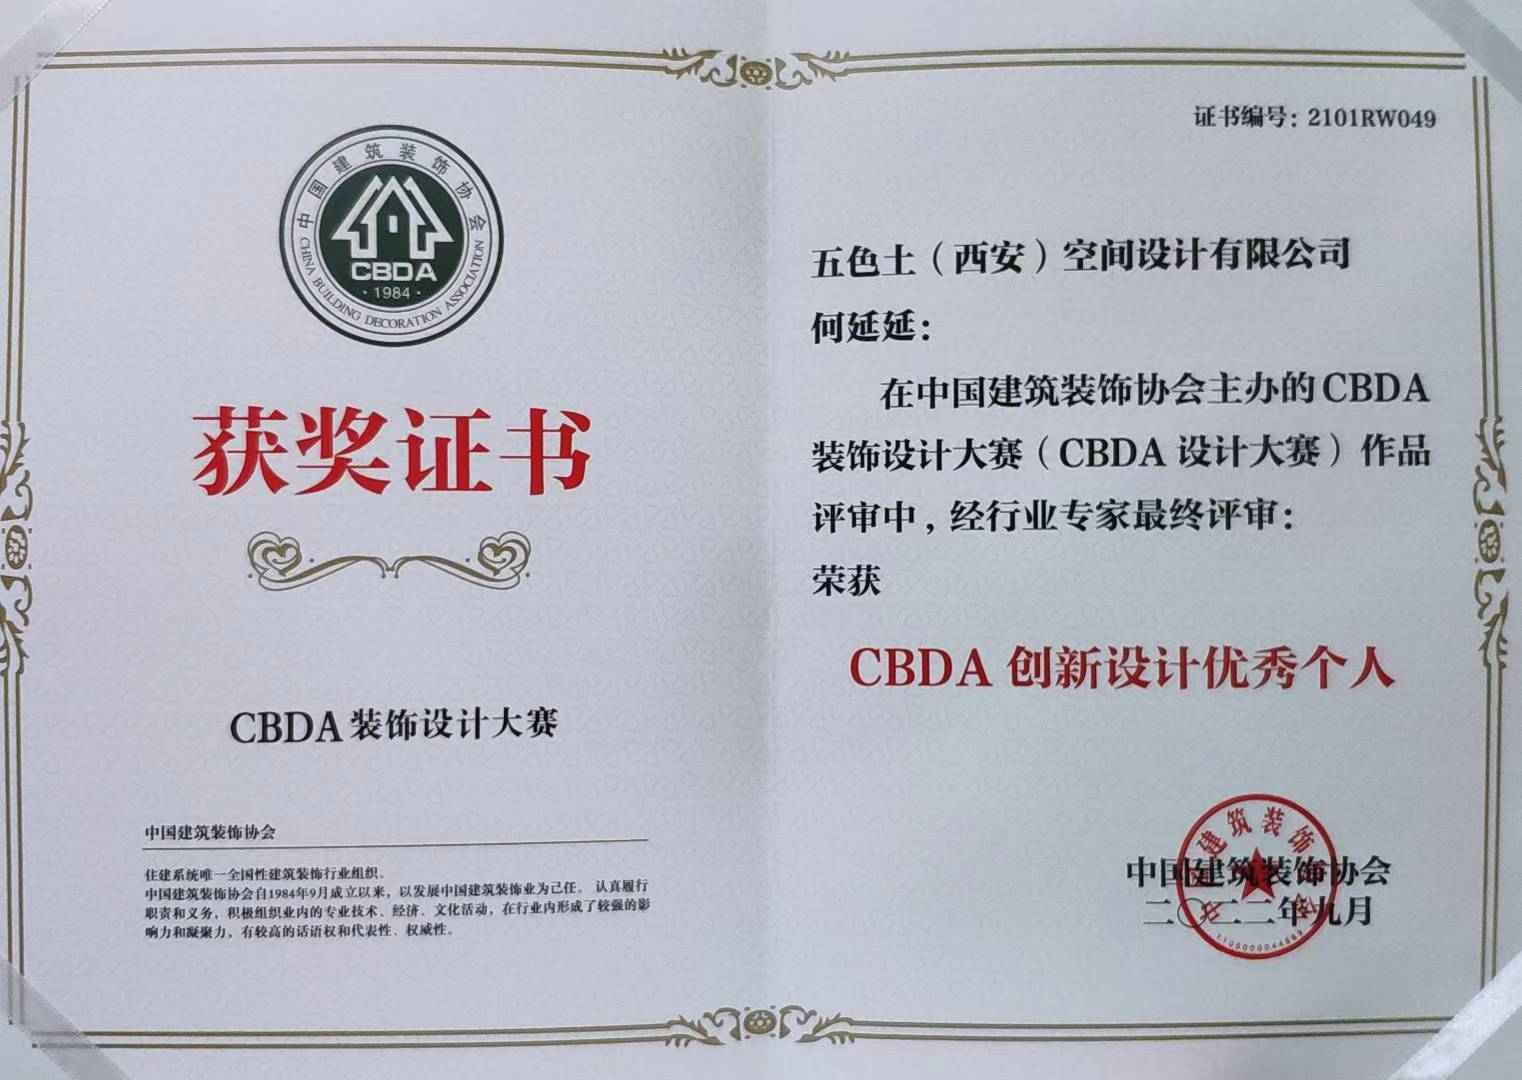 中国建筑装饰协会
CBDA
·1984·
CHINA BUILDING DECORATION ASSOCIATION
获奖证书
CBDA装饰设计大赛
中国建筑装饰协会
住建系统唯一全国性建筑装饰行业组织。
中国建筑装饰协会自1984年9月成立以来，以发展中国建筑装饰业为己任。认真履行
职责和义务，积极组织业内的专业技术、经济、文化活动，在行业内形成了较强的影
响力和凝聚力，有较高的话语权和代表性、权威性。
证书编号：2101RW049
五色土（西安）空间设计有限公司
何延延：
在中国建筑装饰协会主办的CBDA
装饰设计大赛（CBDA 设计大赛）作品
评审中，经行业专家最终评审：
荣获
CBDA 创新设计优秀个人
中国建筑装饰协会
二〇二二年九月
中国建筑装饰协会